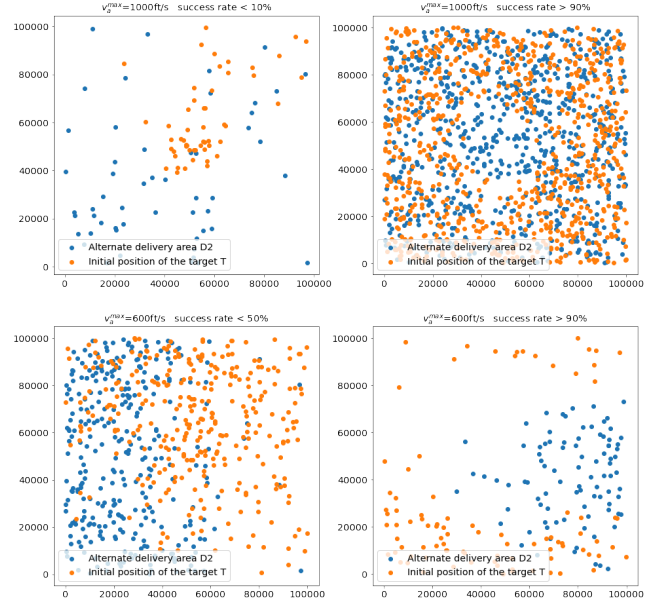 v_a^max=1000ft/s success rate < 10%
100000
80000
60000
40000
20000
0
Alternate delivery area D2
Initial position of the target T
0 20000 40000 60000 80000 100000
v_a^max=1000ft/s success rate > 90%
100000
80000
60000
40000
20000
0
Alternate delivery area D2
Initial position of the target T
0 20000 40000 60000 80000 100000
v_a^max=600ft/s success rate < 50%
100000
80000
60000
40000
20000
0
Alternate delivery area D2
Initial position of the target T
0 20000 40000 60000 80000 100000
v_a^max=600ft/s success rate > 90%
100000
80000
60000
40000
20000
0
Alternate delivery area D2
Initial position of the target T
0 20000 40000 60000 80000 100000